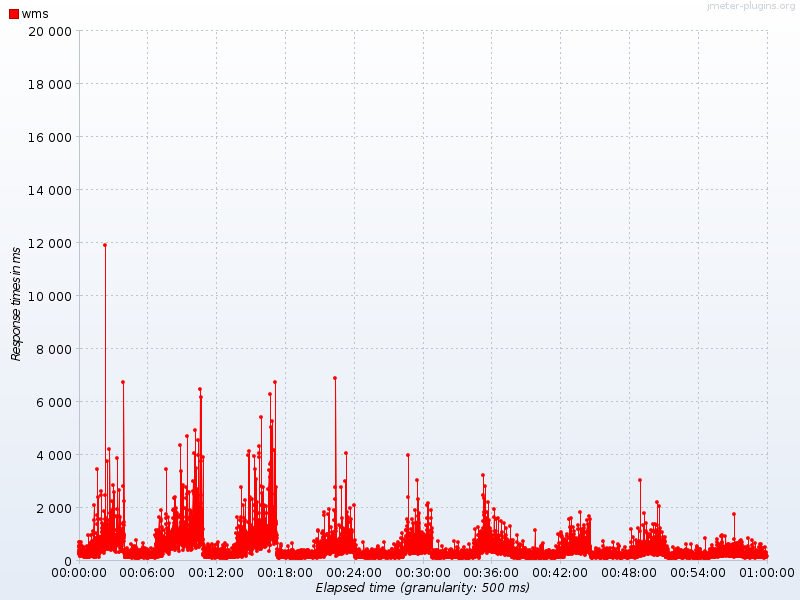 jmeter-plugins.org
wms
20 000
18 000
16 000
14 000
12 000
10 000
8 000
6 000
4 000
2 000
0
Response times in ms
00:00:00 00:06:00 00:12:00 00:18:00 00:24:00 00:30:00 00:36:00 00:42:00 00:48:00 00:54:00 01:00:00
Elapsed time (granularity: 500 ms)